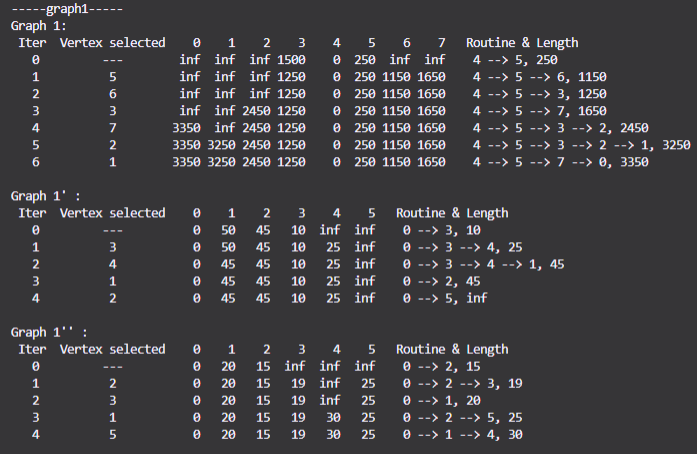 -----graph1-----
Graph 1:
Iter Vertex selected 0 1 2 3 4 5 6 7 Routine & Length
0 --- inf inf inf 1500 0 250 inf inf 4 --> 5, 250
1 5 inf inf inf 1250 0 250 1150 1650 4 --> 5 --> 6, 1150
2 6 inf inf inf 1250 0 250 1150 1650 4 --> 5 --> 3, 1250
3 3 inf inf 2450 1250 0 250 1150 1650 4 --> 5 --> 7, 1650
4 7 3350 inf 2450 1250 0 250 1150 1650 4 --> 5 --> 3 --> 2, 2450
5 2 3350 3250 2450 1250 0 250 1150 1650 4 --> 5 --> 3 --> 2 --> 1, 3250
6 1 3350 3250 2450 1250 0 250 1150 1650 4 --> 5 --> 7 --> 0, 3350
Graph 1' :
Iter Vertex selected 0 1 2 3 4 5 Routine & Length
0 --- 0 50 45 10 inf inf 0 --> 3, 10
1 3 0 50 45 10 25 inf 0 --> 3 --> 4, 25
2 4 0 45 45 10 25 inf 0 --> 3 --> 4 --> 1, 45
3 1 0 45 45 10 25 inf 0 --> 2, 45
4 2 0 45 45 10 25 inf 0 --> 5, inf
Graph 1'' :
Iter Vertex selected 0 1 2 3 4 5 Routine & Length
0 --- 0 20 15 inf inf inf 0 --> 2, 15
1 2 0 20 15 19 inf 25 0 --> 2 --> 3, 19
2 3 0 20 15 19 inf 25 0 --> 1, 20
3 1 0 20 15 19 30 25 0 --> 2 --> 5, 25
4 5 0 20 15 19 30 25 0 --> 1 --> 4, 30